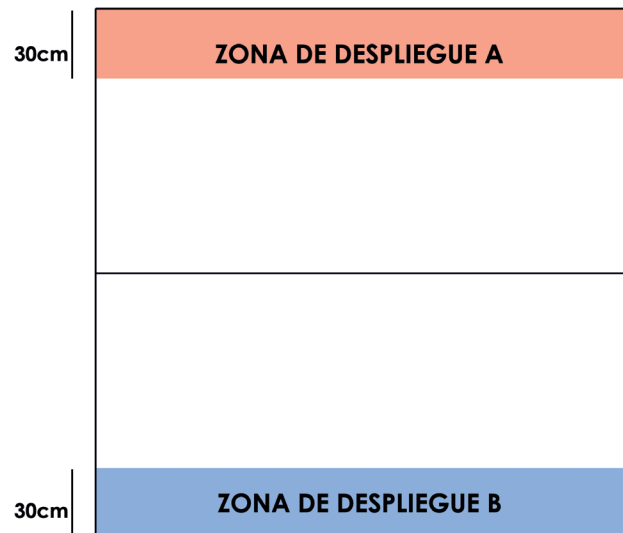 30cm
ZONA DE DESPLIEGUE A
ZONA DE DESPLIEGUE B
30cm